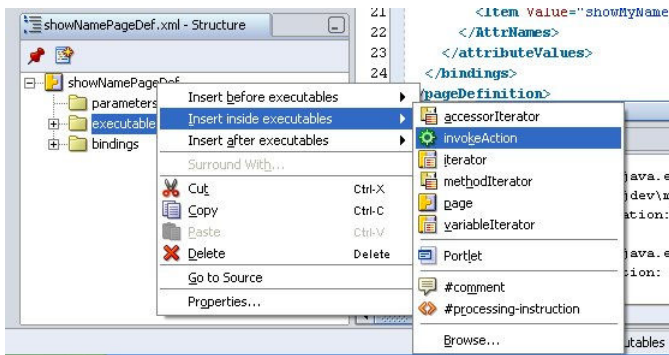 showNamePageDef.xml - Structure
showNamePageDef
parameters
executable
bindings
21 <Item Value="showMyName
22 </AttrNames>
23 </attributeValues>
24 </bindings>
/pageDefinition>
Insert before executables
Insert inside executables
Insert after executables
Surround With...
Cut Ctrl-X
Copy Ctrl-C
Paste Ctrl-V
Delete Delete
Go to Source
Properties...
accessorIterator
invokeAction
iterator
methodIterator
page
variableIterator
Portlet
#comment
#processing-instruction
Browse...
java.e
jdev\m
ation:
java.e
tion:
utables